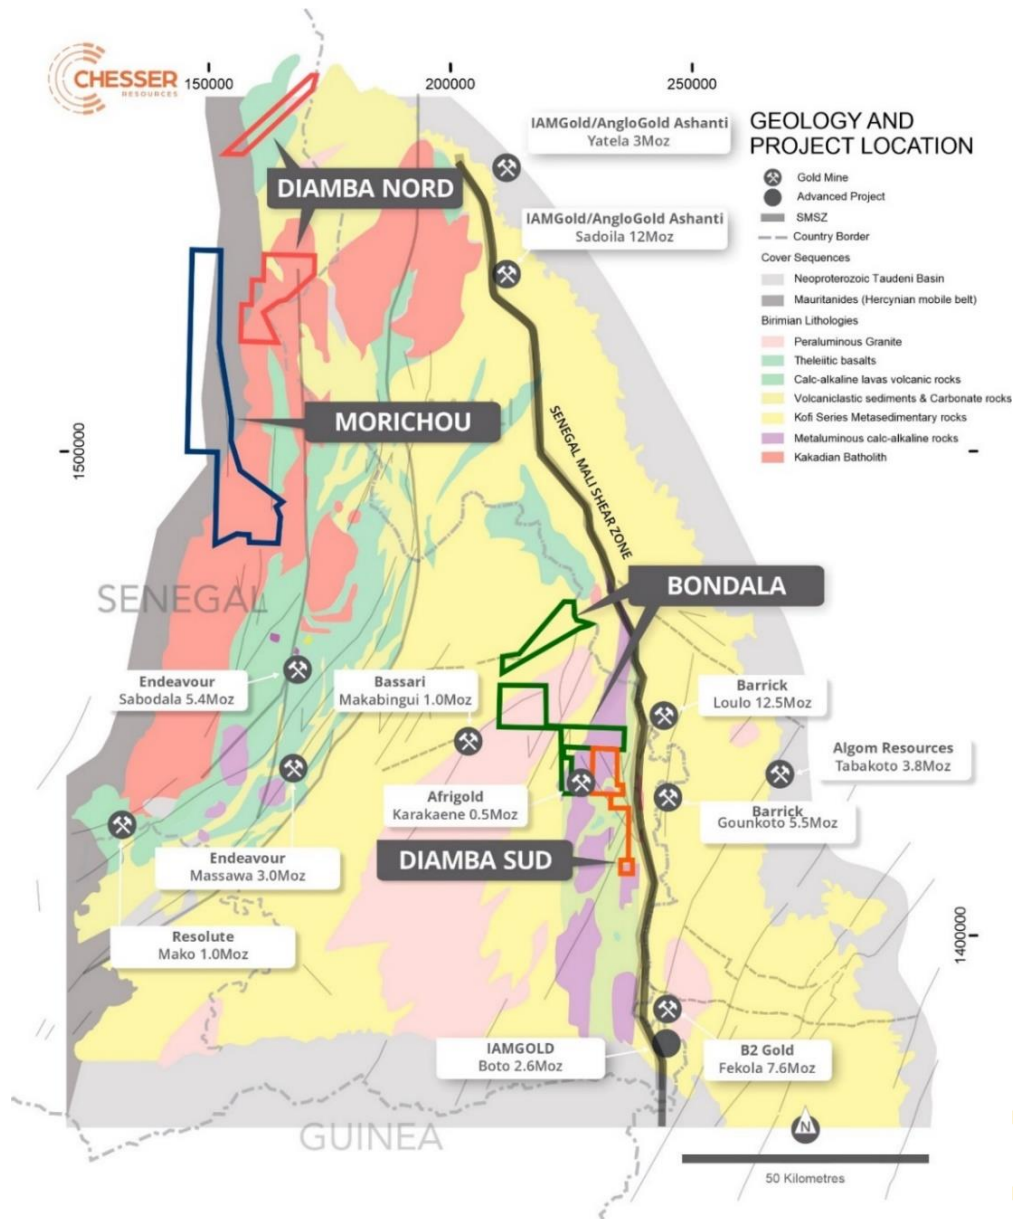 CHESSER
RESOURCES
150000
200000
250000
IAMGold/AngloGold Ashanti
Yatela 3Moz
GEOLOGY AND
PROJECT LOCATION
Gold Mine
Advanced Project
SMSZ
Country Border
Cover Sequences
Neoproterozoic Taudeni Basin
Mauritanides (Hercynian mobile belt)
Birimian Lithologies
Peraluminous Granite
Theleiitic basalts
Calc-alkaline lavas volcanic rocks
Volcaniclastic sediments & Carbonate rocks
Kofi Series Metasedimentary rocks
Metaluminous calc-alkaline rocks
Kakadian Batholith
DIAMBA NORD
IAMGold/AngloGold Ashanti
Sadoila 12Moz
MORICHOU
1500000
SENEGAL MALI SHEAR ZONE
SENEGAL
BONDALA
Endeavour
Sabodala 5.4Moz
Bassari
Makabingui 1.0Moz
Barrick
Loulo 12.5Moz
Algom Resources
Tabakoto 3.8Moz
Afrigold
Karakaene 0.5Moz
Barrick
Gounkoto 5.5Moz
DIAMBA SUD
Endeavour
Massawa 3.0Moz
Resolute
Mako 1.0Moz
1400000
IAMGOLD
Boto 2.6Moz
B2 Gold
Fekola 7.6Moz
GUINEA
N
50 Kilometres